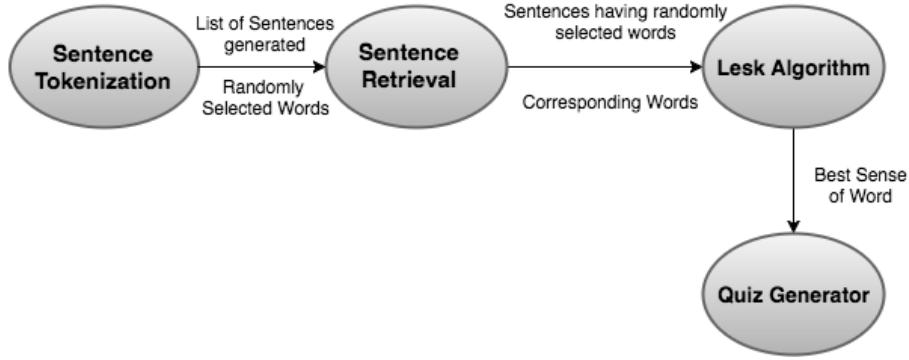 Sentence
Tokenization
List of Sentences
generated
Randomly
Selected Words
Sentence
Retrieval
Sentences having randomly
selected words
Corresponding Words
Lesk Algorithm
Best Sense
of Word
Quiz Generator